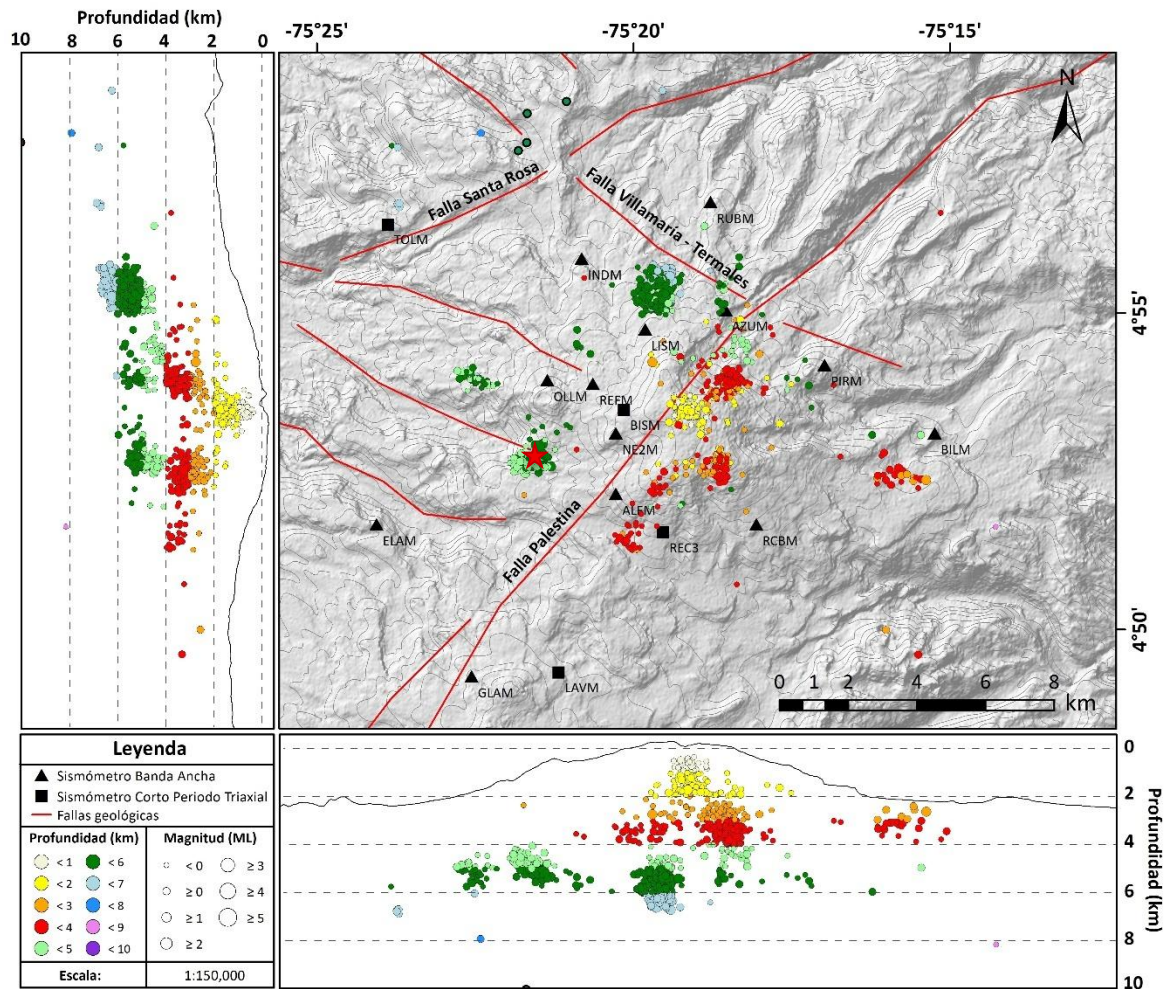 Profundidad (km)
10 8 6 4 2 0
-75°25' -75°20' -75°15'
N
Falla Santa Rosa
Falla Villamaría - Termales
RUBM
TOLM
INDM
4°55'
AZUM
LISM
PIRM
OLLM
REFM
BISM
NE2M
BILM
ALFM
Falla Palestina
ELAM
REC3
RCBM
4°50'
GLAM
LAVM
0 1 2 4 6 8
km
Leyenda
Sismómetro Banda Ancha
Sismómetro Corto Periodo Triaxial
Fallas geológicas
Profundidad (km)
< 1 < 6
< 2 < 7
< 3 < 8
< 4 < 9
< 5 < 10
Magnitud (ML)
< 0 ≥ 3
≥ 0 ≥ 4
≥ 1 ≥ 5
≥ 2
Escala: 1:150,000
0
2
4
6
8
10
Profundidad (km)